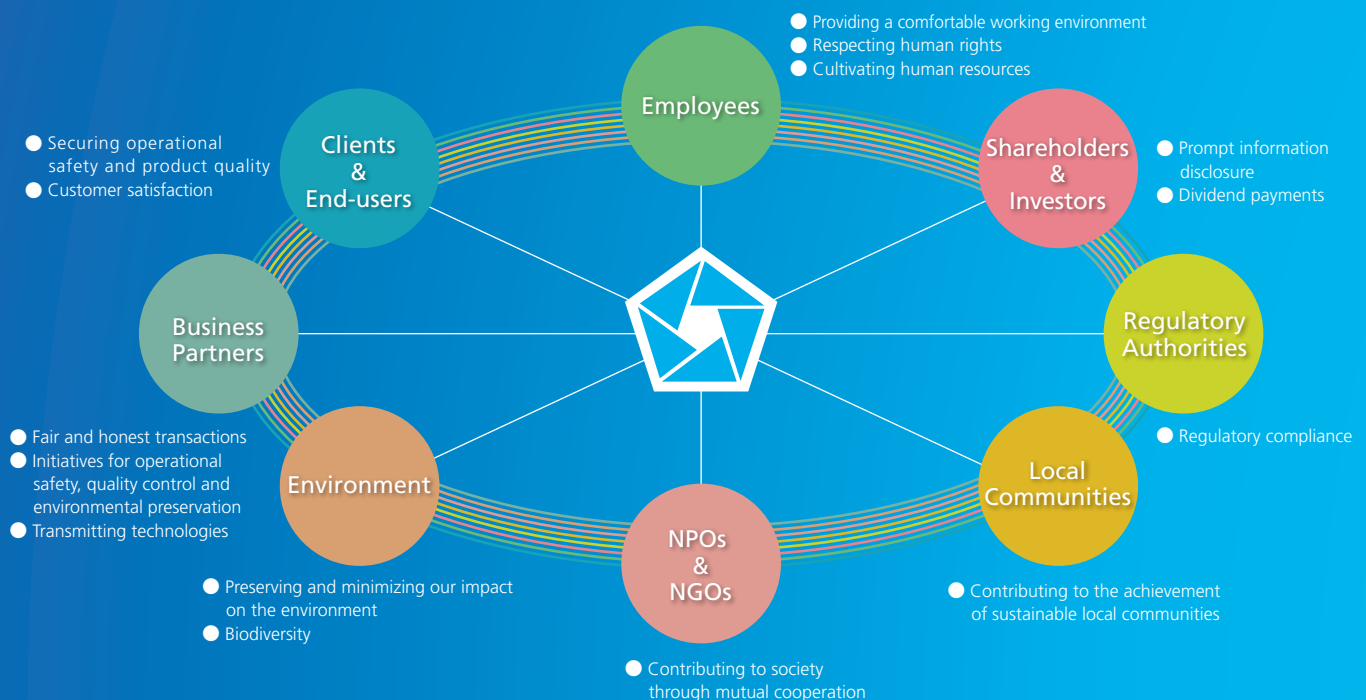 ● Providing a comfortable working environment
● Respecting human rights
● Cultivating human resources
Employees
Clients
&
End-users
● Securing operational
safety and product quality
● Customer satisfaction
Shareholders
&
Investors
● Prompt information
disclosure
● Dividend payments
Business
Partners
● Fair and honest transactions
● Initiatives for operational
safety, quality control and
environmental preservation
● Transmitting technologies
Regulatory
Authorities
● Regulatory compliance
Environment
● Preserving and minimizing our impact
on the environment
● Biodiversity
NPOs
&
NGOs
● Contributing to society
through mutual cooperation
Local
Communities
● Contributing to the achievement
of sustainable local communities